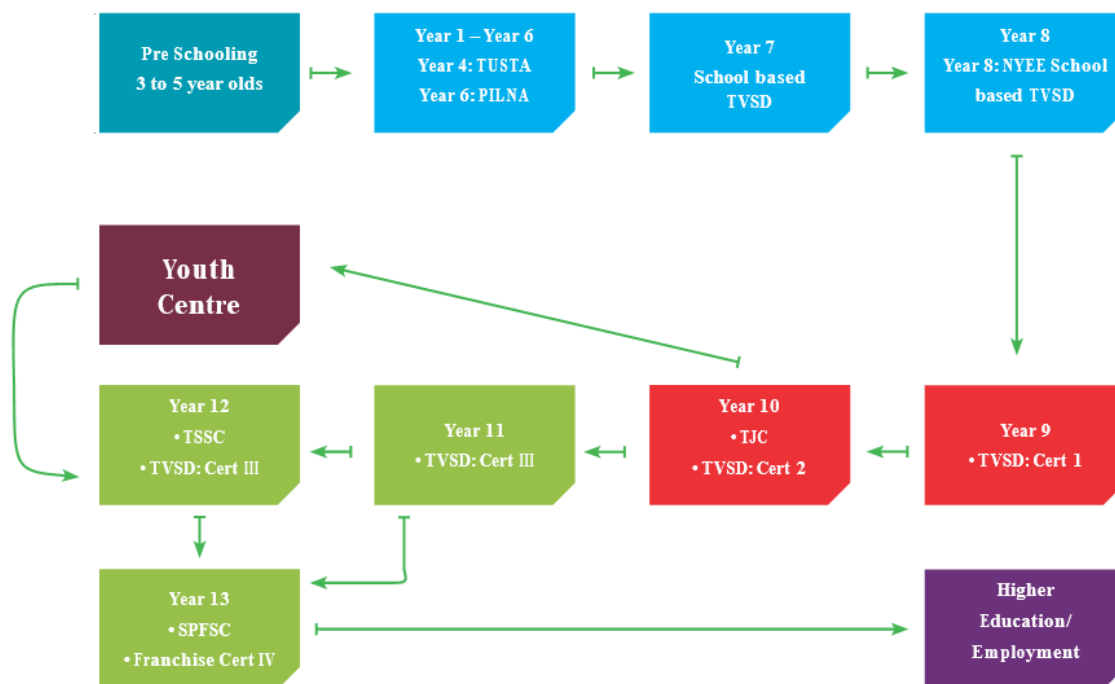 Pre Schooling
3 to 5 year olds
Year 1 – Year 6
Year 4: TUSTA
Year 6: PILNA
Year 7
School based
TVSD
Year 8
Year 8: NYEE School
based TVSD
Youth
Centre
Year 12
• TSSC
• TVSD: Cert III
Year 11
• TVSD: Cert III
Year 10
• TJC
• TVSD: Cert 2
Year 9
• TVSD: Cert 1
Year 13
• SPFSC
• Franchise Cert IV
Higher
Education/
Employment